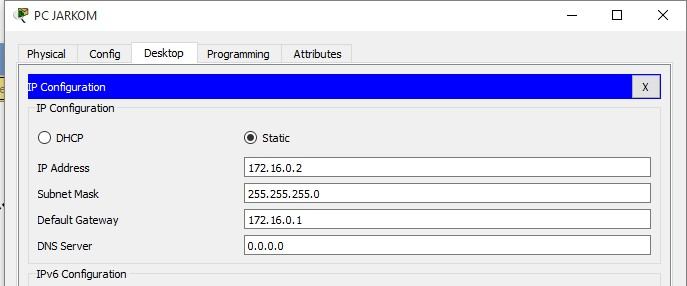 PC JARKOM
Physical Config Desktop Programming Attributes
IP Configuration X
IP Configuration
DHCP Static
IP Address 172.16.0.2
Subnet Mask 255.255.255.0
Default Gateway 172.16.0.1
DNS Server 0.0.0.0
IPv6 Configuration